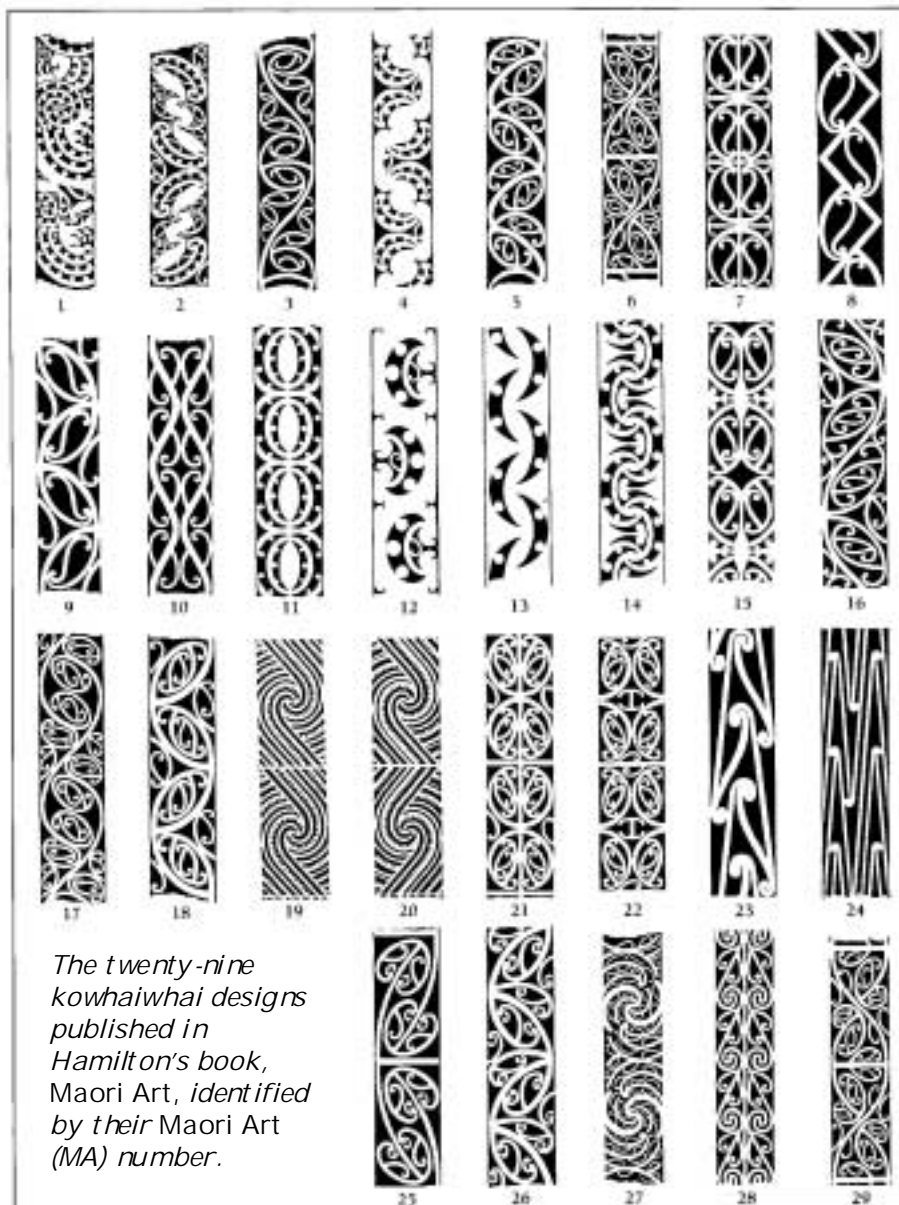 1 2 3 4 5 6 7 8
9 10 11 12 13 14 15 16
17 18 19 20 21 22 23 24
The twenty-nine
kowhaiwhai designs
published in
Hamilton's book,
Maori Art, identified
by their Maori Art
(MA) number.
25 26 27 28 29